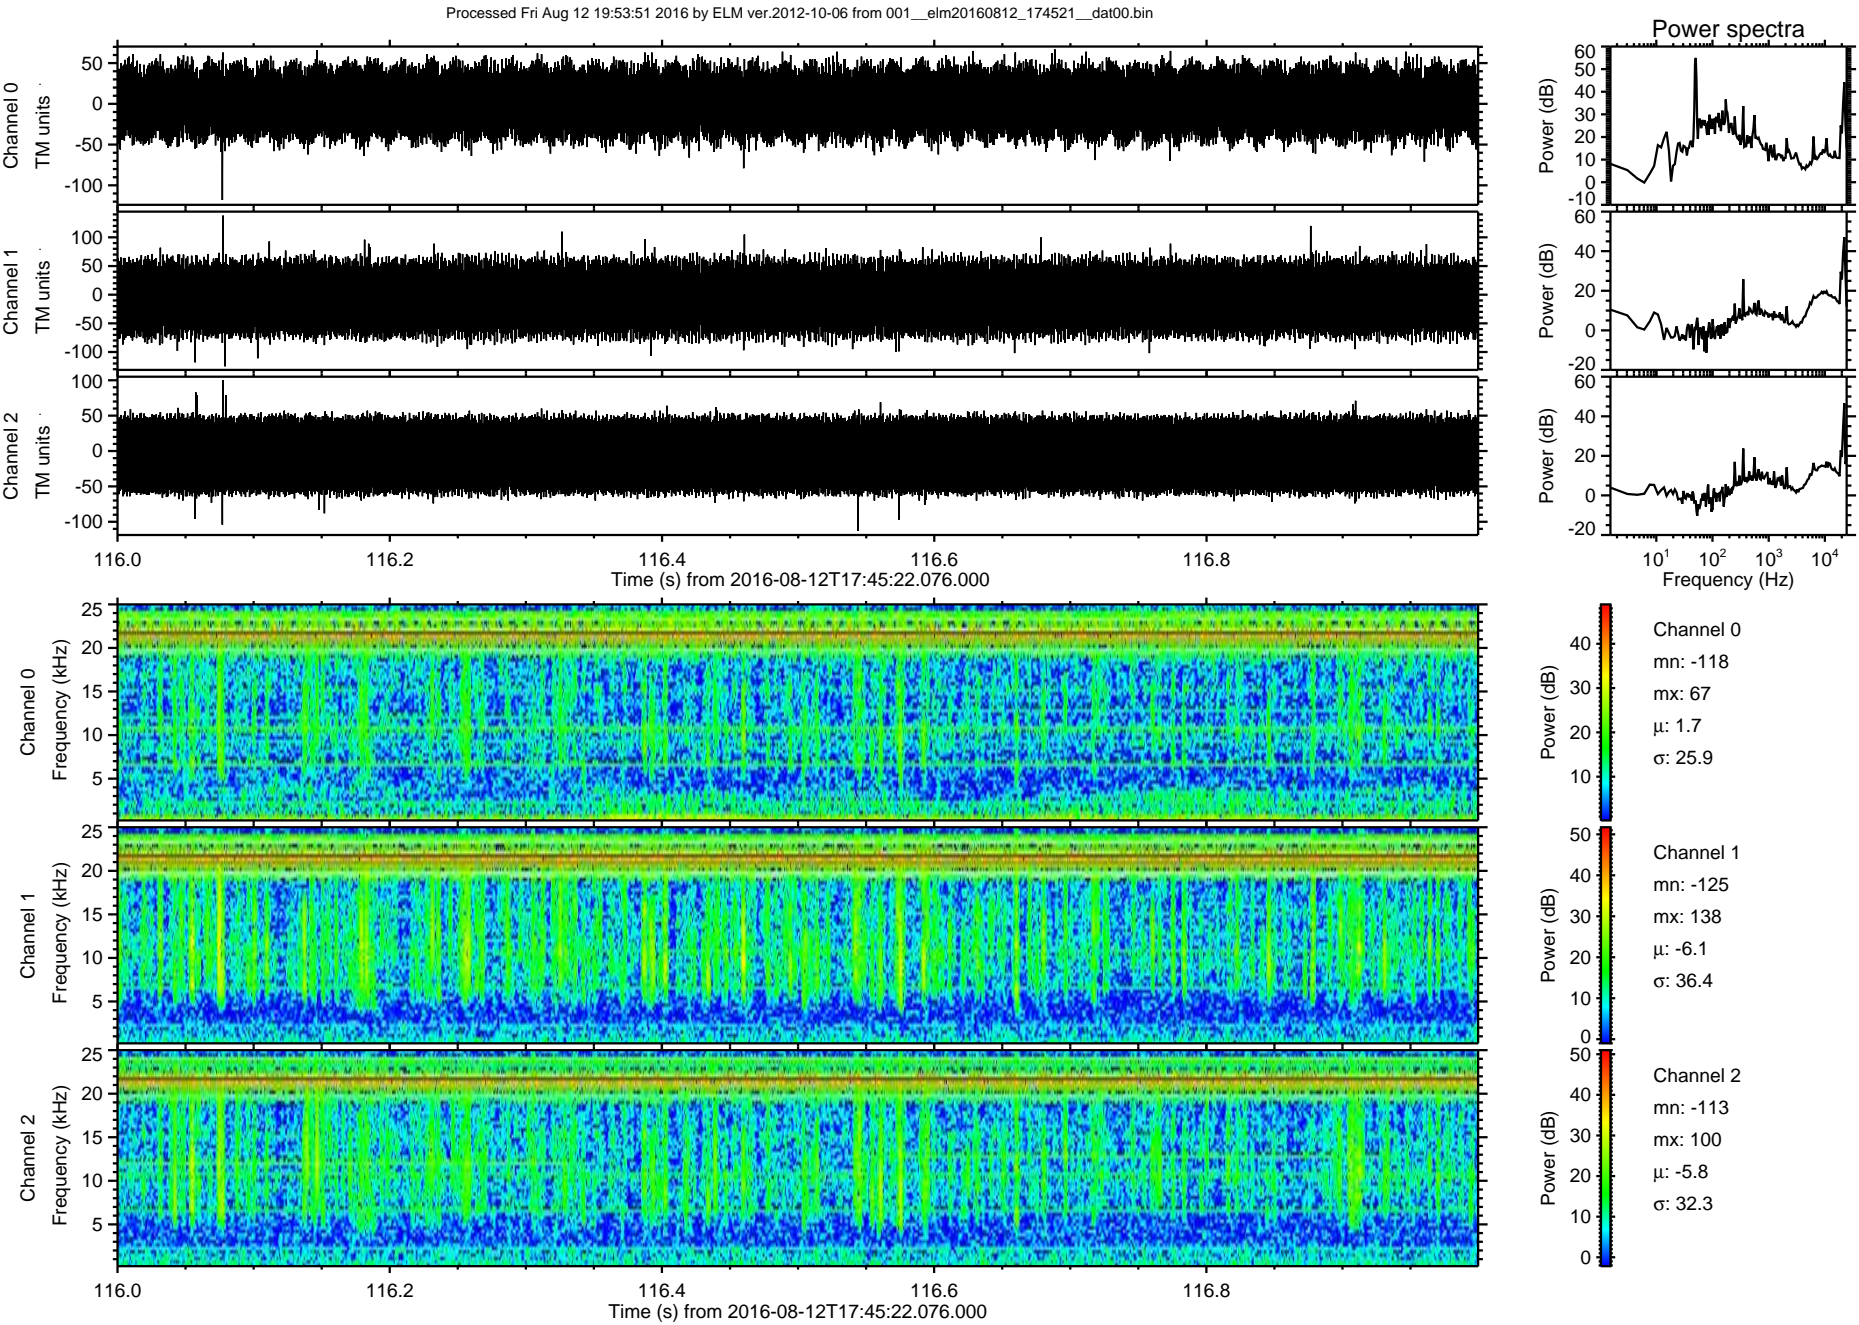 Processed Fri Aug 12 19:53:51 2016 by ELM ver.2012-10-06 from 001__elm20160812_174521__dat00.bin
Power spectra
Channel 0
TM units
50
0
-50
-100
Power (dB)
60
50
40
30
20
10
0
-10
Channel 1
TM units
100
50
0
-50
-100
Power (dB)
60
40
20
0
-20
Channel 2
TM units
100
50
0
-50
-100
Power (dB)
60
40
20
0
-20
116.0 116.2 116.4 116.6 116.8
Time (s) from 2016-08-12T17:45:22.076.000
10¹ 10² 10³ 10⁴
Frequency (Hz)
Channel 0
Frequency (kHz)
25
20
15
10
5
Power (dB)
40
30
20
10
Channel 0
mn: -118
mx: 67
μ: 1.7
σ: 25.9
Channel 1
Frequency (kHz)
25
20
15
10
5
Power (dB)
50
40
30
20
10
0
Channel 1
mn: -125
mx: 138
μ: -6.1
σ: 36.4
Channel 2
Frequency (kHz)
25
20
15
10
5
Power (dB)
50
40
30
20
10
0
Channel 2
mn: -113
mx: 100
μ: -5.8
σ: 32.3
116.0 116.2 116.4 116.6 116.8
Time (s) from 2016-08-12T17:45:22.076.000